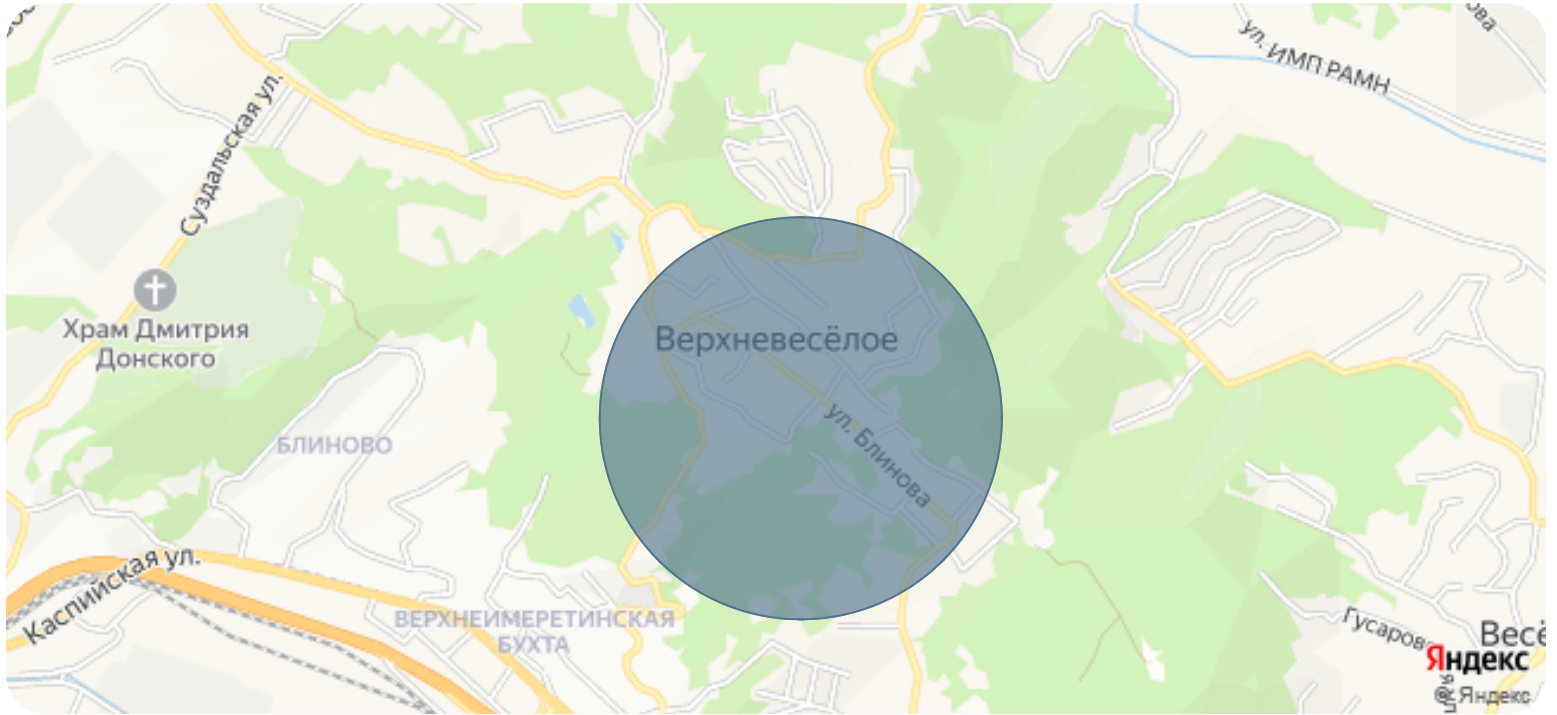 ул. ИМП РАМН
Суздальская ул.
Храм Дмитрия
Донского
Верхневесёлое
ул. Блинова
БЛИНОВО
Каспийская ул.
ВЕРХНЕИМЕРЕТИНСКАЯ
БУХТА
Гусарова
Весё
Яндекс
© Яндекс